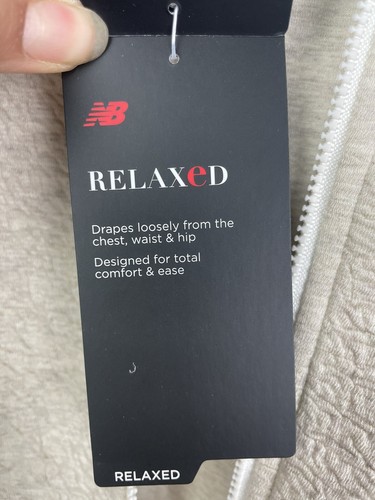 NB
RELAXeD
Drapes loosely from the
chest, waist & hip
Designed for total
comfort & ease
RELAXED